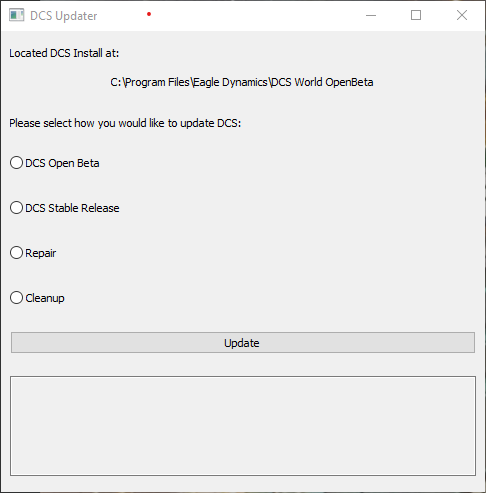 DCS Updater
Located DCS Install at:
C:\Program Files\Eagle Dynamics\DCS World OpenBeta
Please select how you would like to update DCS:
DCS Open Beta
DCS Stable Release
Repair
Cleanup
Update